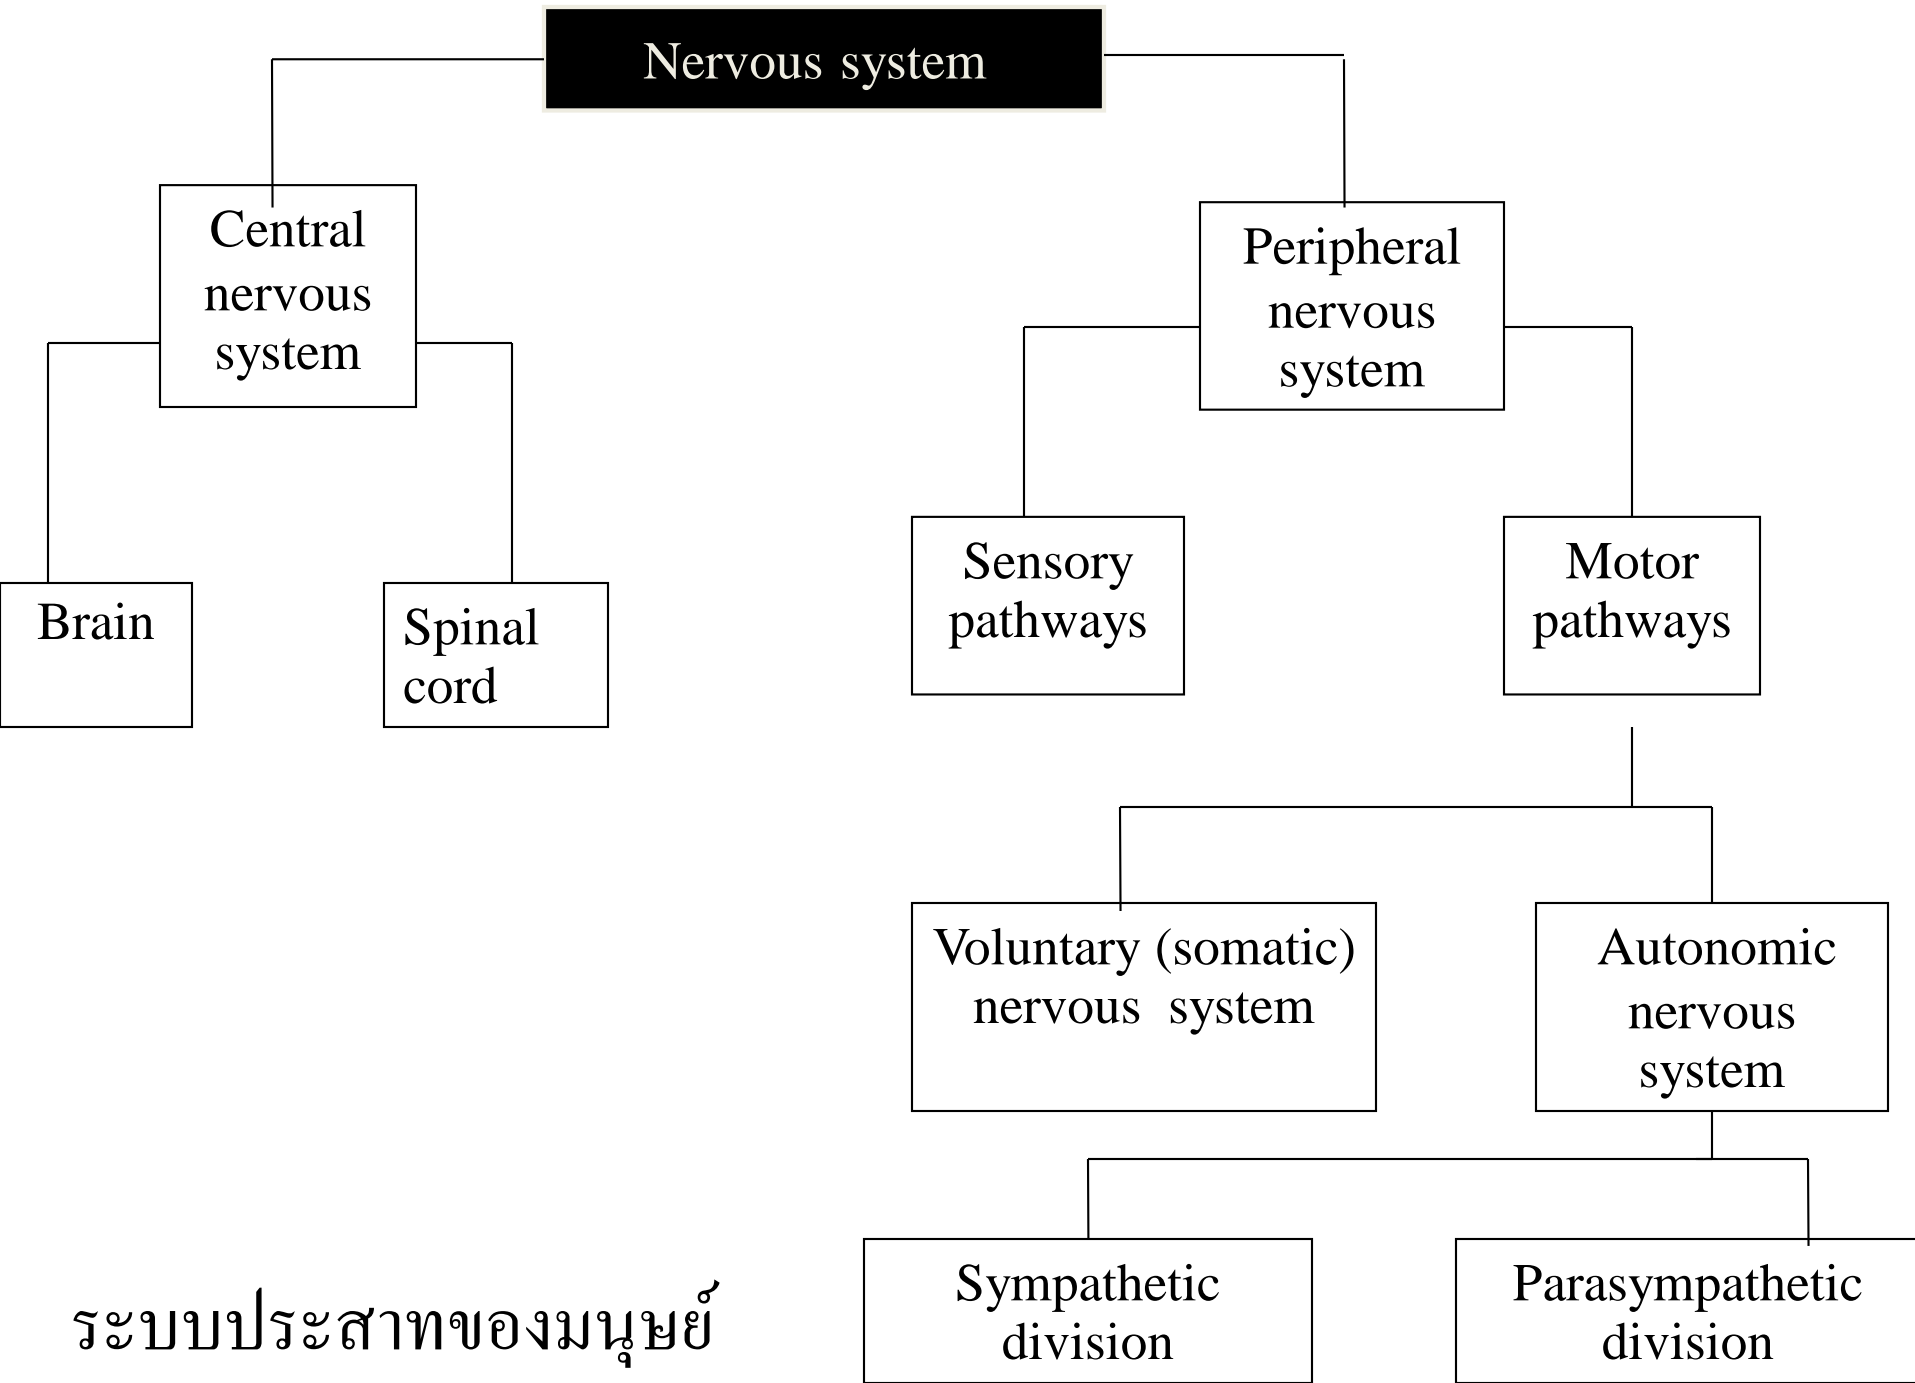 Nervous system
Central
nervous
system
Peripheral
nervous
system
Brain
Spinal
cord
Sensory
pathways
Motor
pathways
Voluntary (somatic)
nervous system
Autonomic
nervous
system
Sympathetic
division
Parasympathetic
division
ระบบประสาทของมนุษย์